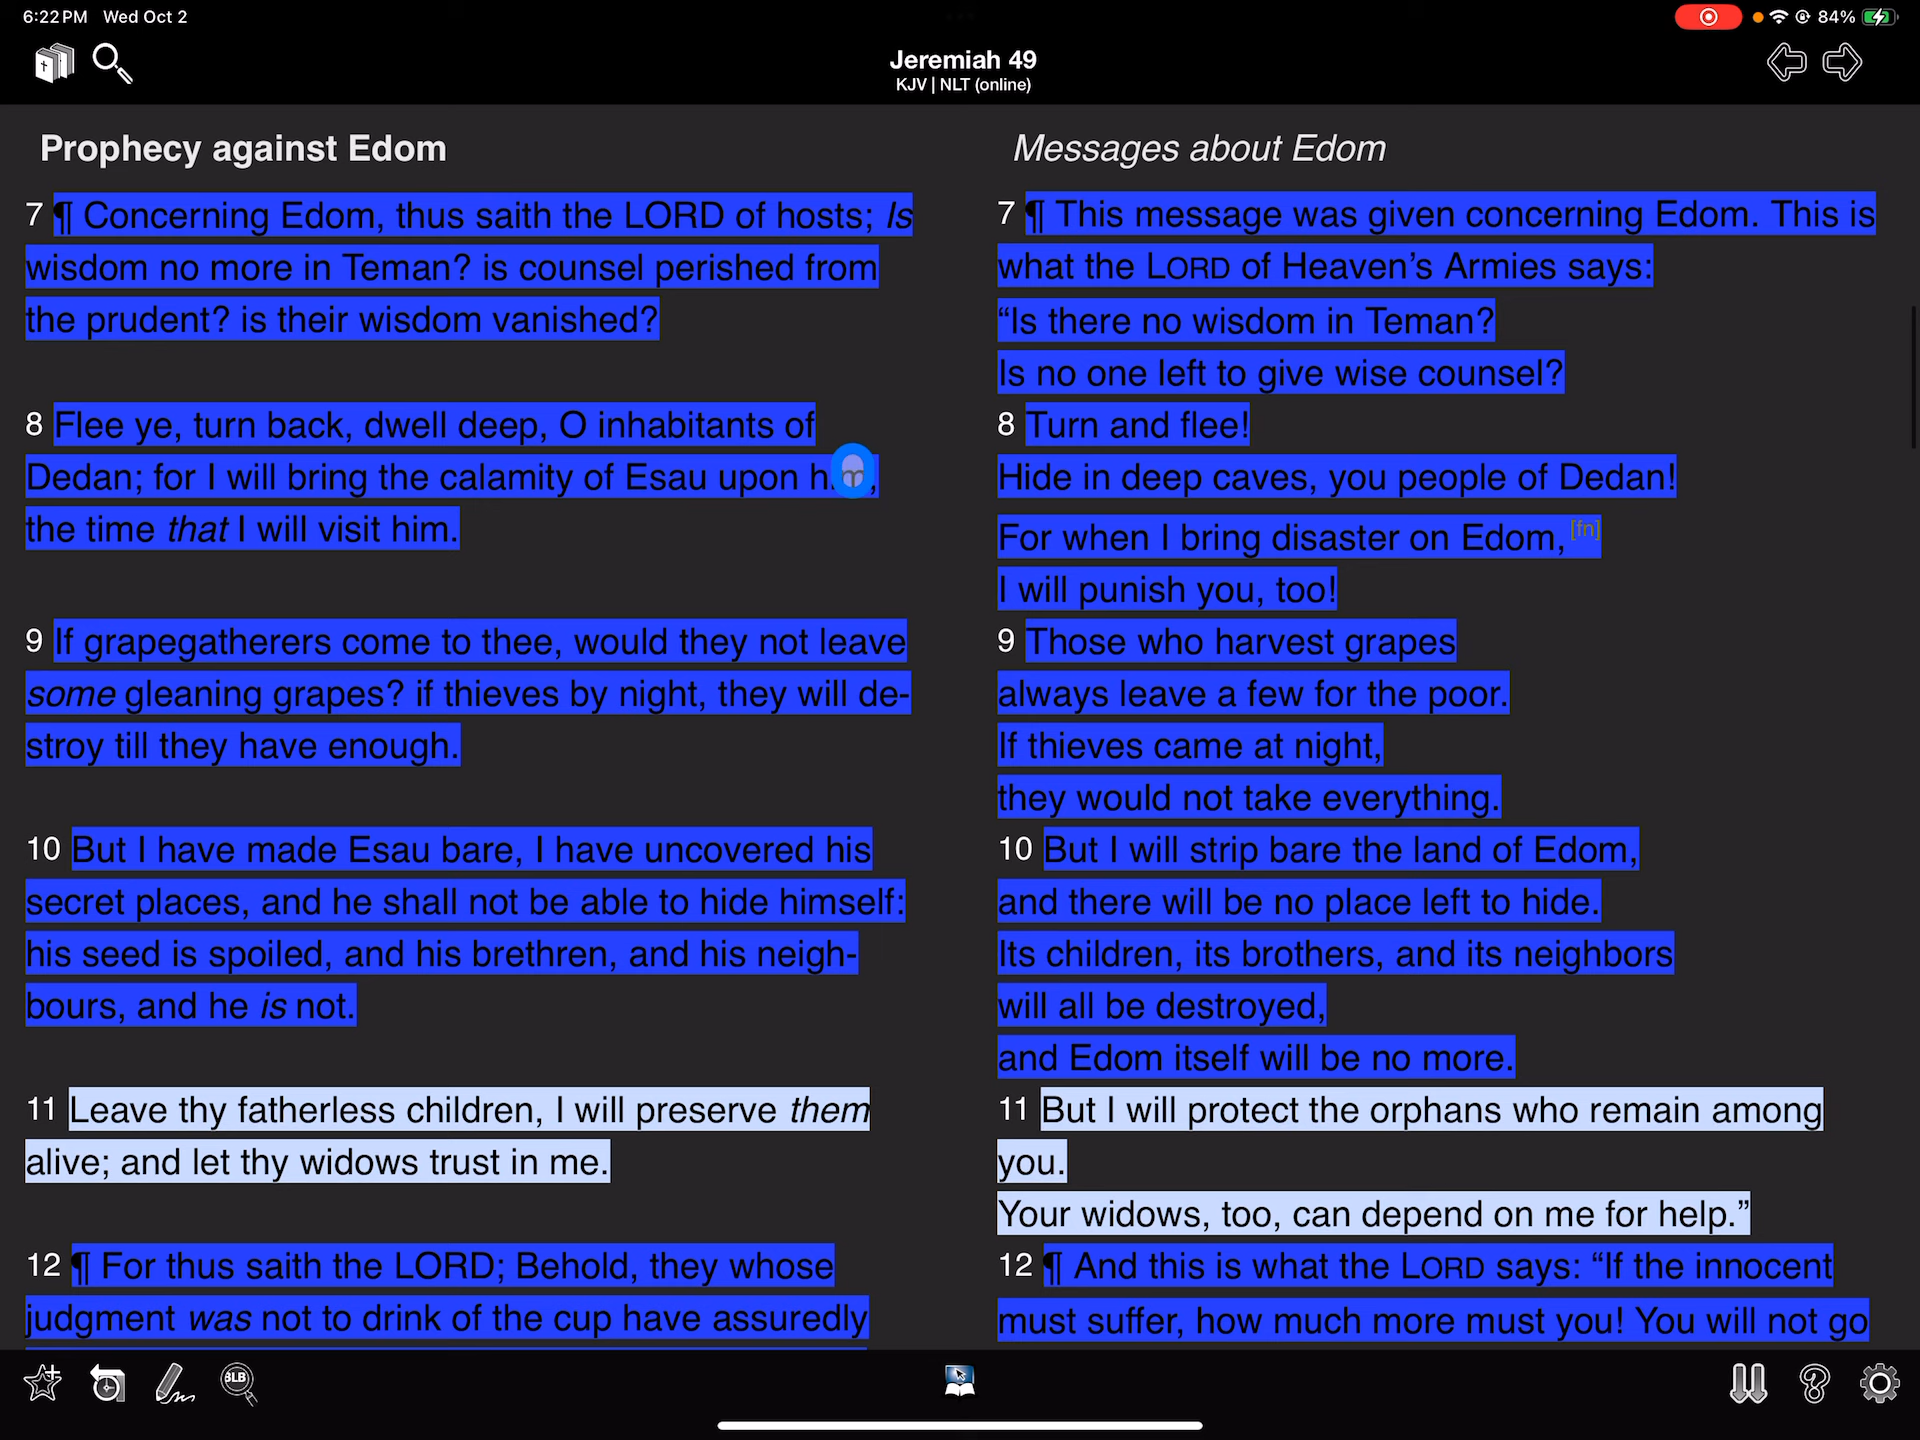 6:22 PM Wed Oct 2
84%
Jeremiah 49
KJV | NLT (online)
Prophecy against Edom
7 ¶ Concerning Edom, thus saith the LORD of hosts; Is
wisdom no more in Teman? is counsel perished from
the prudent? is their wisdom vanished?
8 Flee ye, turn back, dwell deep, O inhabitants of
Dedan; for I will bring the calamity of Esau upon
the time that I will visit him.
9 If grapegatherers come to thee, would they not leave
some gleaning grapes? if thieves by night, they will de-
stroy till they have enough.
10 But I have made Esau bare, I have uncovered his
secret places, and he shall not be able to hide himself:
his seed is spoiled, and his brethren, and his neigh-
bours, and he is not.
11 Leave thy fatherless children, I will preserve them
alive; and let thy widows trust in me.
12 ¶ For thus saith the LORD; Behold, they whose
judgment was not to drink of the cup have assuredly
Messages about Edom
7 ¶ This message was given concerning Edom. This is
what the LORD of Heaven’s Armies says:
“Is there no wisdom in Teman?
Is no one left to give wise counsel?
8 Turn and flee!
Hide in deep caves, you people of Dedan!
For when I bring disaster on Edom, [fn]
I will punish you, too!
9 Those who harvest grapes
always leave a few for the poor.
If thieves came at night,
they would not take everything.
10 But I will strip bare the land of Edom,
and there will be no place left to hide.
Its children, its brothers, and its neighbors
will all be destroyed,
and Edom itself will be no more.
11 But I will protect the orphans who remain among
you.
Your widows, too, can depend on me for help.”
12 ¶ And this is what the LORD says: “If the innocent
must suffer, how much more must you! You will not go
BLB